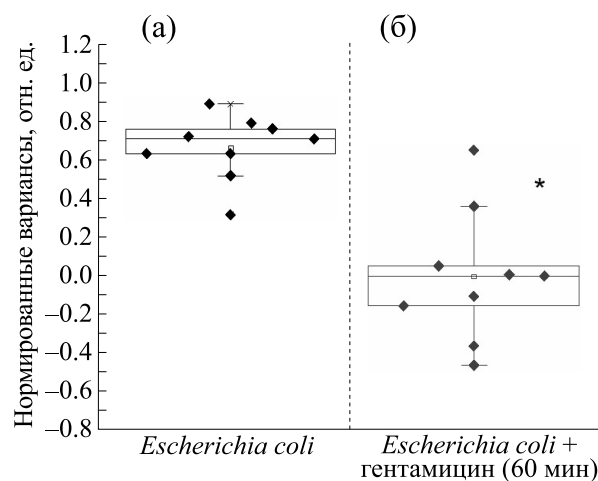 (а)
(б)
Нормированные вариансы, отн. ед.
1.2
1.0
0.8
0.6
0.4
0.2
0.0
–0.2
–0.4
–0.6
–0.8
*
Escherichia coli
Escherichia coli +
гентамицин (60 мин)